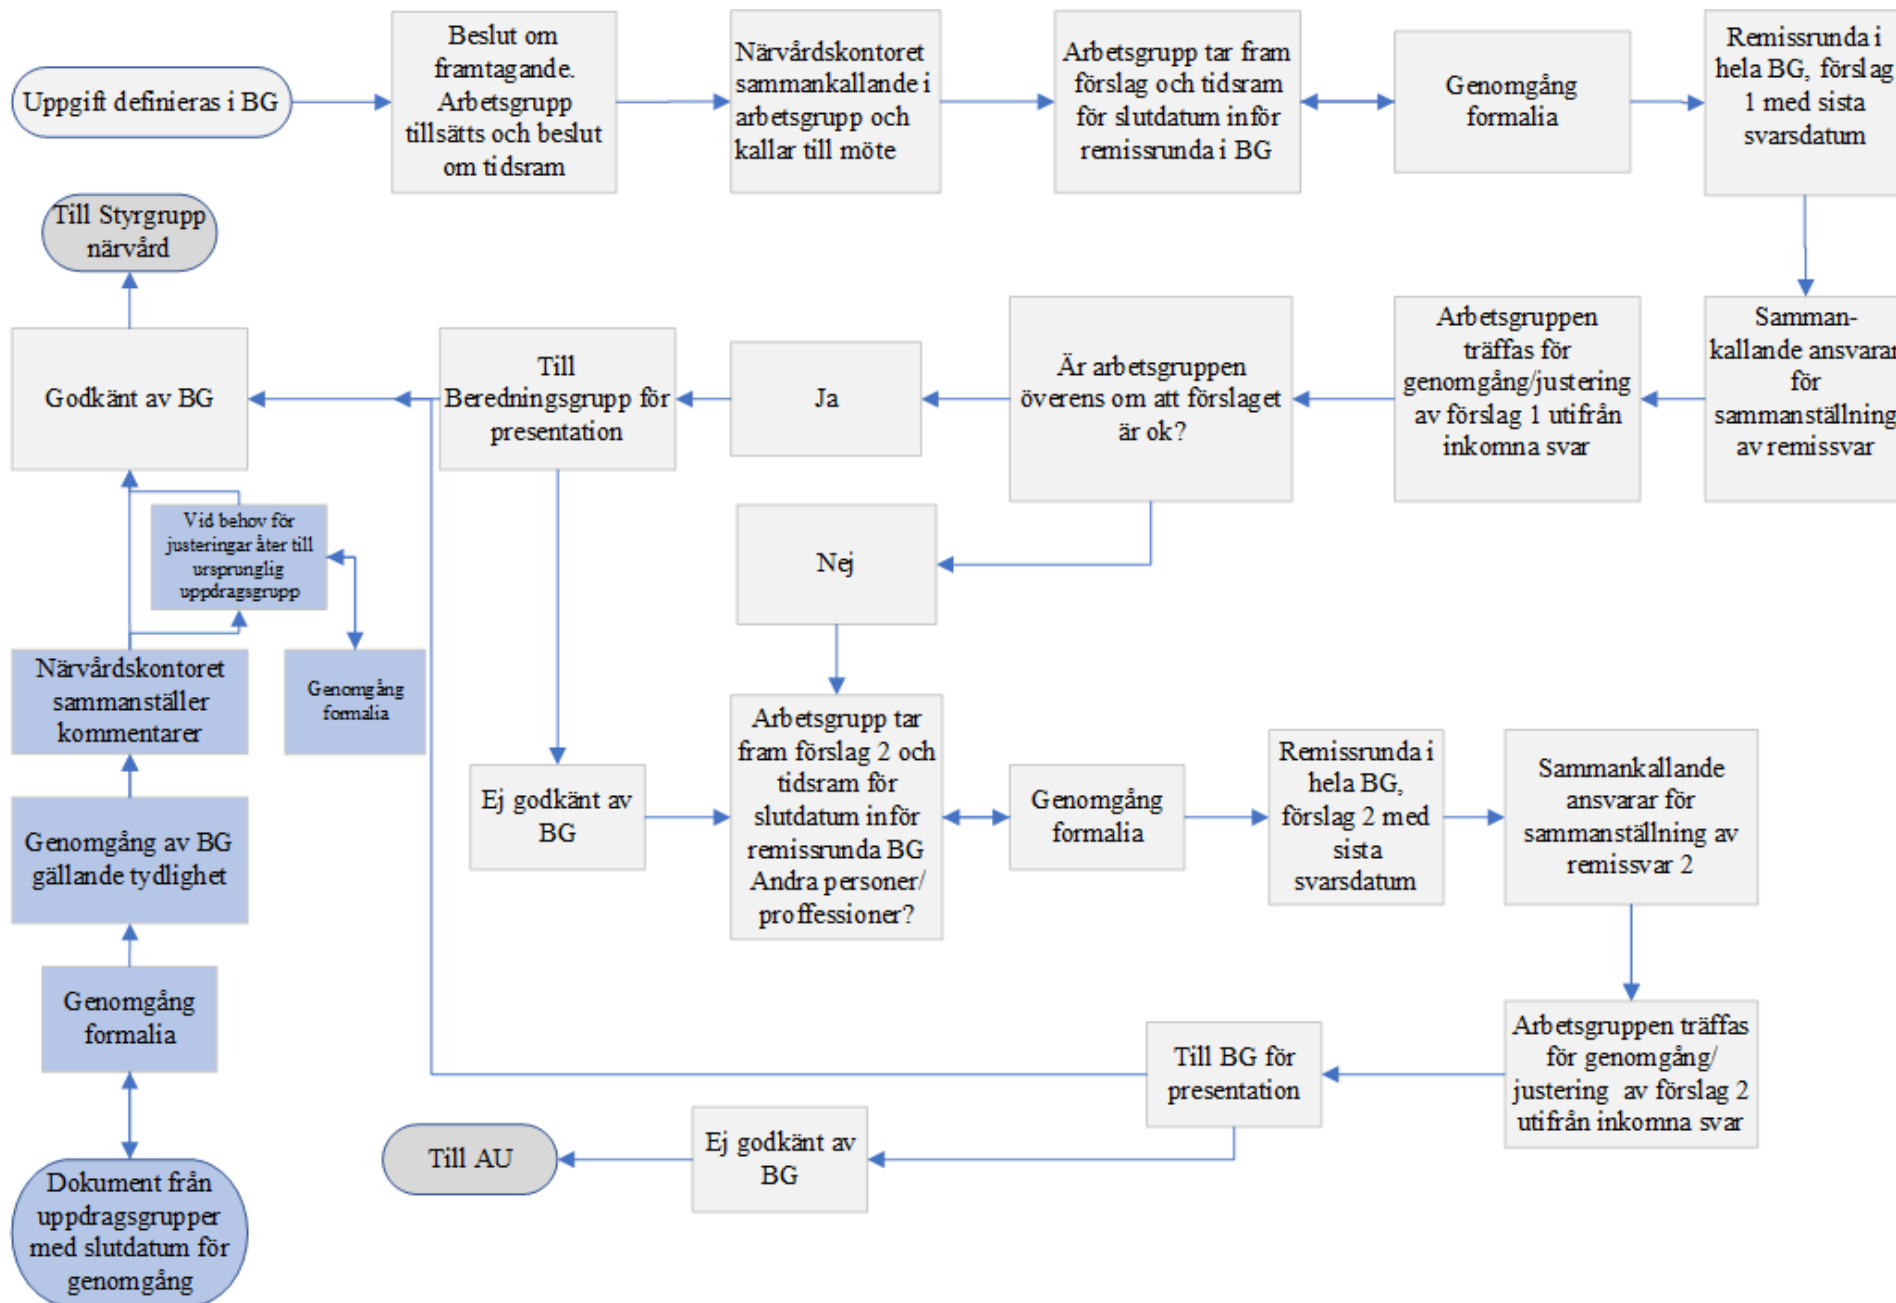 Uppgift definieras i BG
Beslut om
framtagande.
Arbetsgrupp
tillsätts och beslut
om tidsram
Närvårdskontoret
sammankallande i
arbetsgrupp och
kallar till möte
Arbetsgrupp tar fram
förslag och tidsram
för slutdatum inför
remissrunda i BG
Genomgång
formalia
Remissrunda i
hela BG, förslag
1 med sista
svarsdatum
Till Styrgrupp
närvård
Godkänt av BG
Till
Beredningsgrupp för
presentation
Ja
Är arbetsgruppen
överens om att förslaget
är ok?
Arbetsgruppen
träffas för
genomgång/justering
av förslag 1 utifrån
inkomna svar
Samman-
kallande ansvarar
för
sammanställning
av remissvar
Vid behov för
justeringar åter till
ursprunglig
uppdragsgrupp
Nej
Närvårdskontoret
sammanställer
kommentarer
Genomgång
formalia
Ej godkänt av
BG
Arbetsgrupp tar
fram förslag 2 och
tidsram för
slutdatum inför
remissrunda BG
Andra personer/
proffessioner?
Genomgång
formalia
Remissrunda i
hela BG,
förslag 2 med
sista
svarsdatum
Sammankallande
ansvarar för
sammanställning av
remissvar 2
Genomgång av BG
gällande tydlighet
Genomgång
formalia
Till BG för
presentation
Arbetsgruppen träffas
för genomgång/
justering av förslag 2
utifrån inkomna svar
Till AU
Ej godkänt av
BG
Dokument från
uppdragsgrupper
med slutdatum för
genomgång